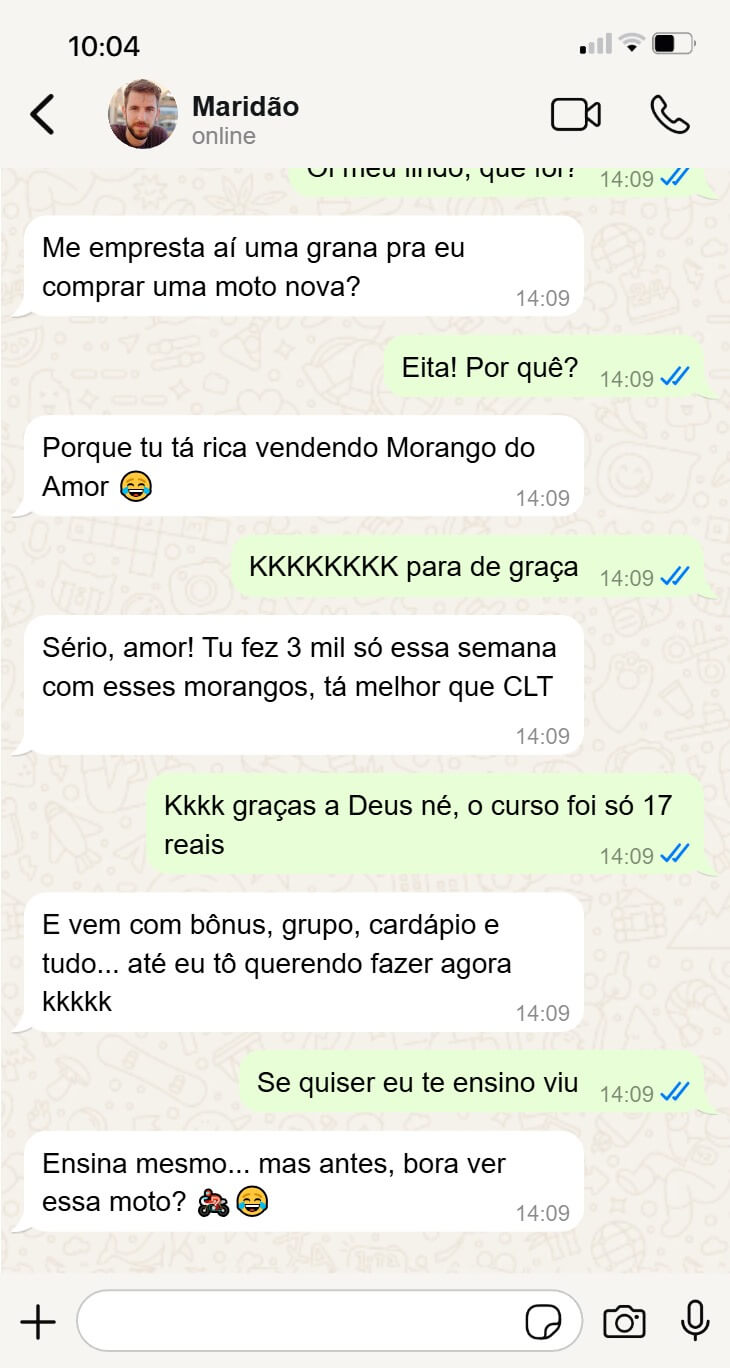 10:04
Maridão
online
Oi meu lindo, que foi? 14:09
Me empresta aí uma grana pra eu
comprar uma moto nova?
14:09
Eita! Por quê? 14:09
Porque tu tá rica vendendo Morango do
Amor 😂
14:09
KKKKKKKK para de graça 14:09
Sério, amor! Tu fez 3 mil só essa semana
com esses morangos, tá melhor que CLT
14:09
Kkkk graças a Deus né, o curso foi só 17
reais 14:09
E vem com bônus, grupo, cardápio e
tudo... até eu tô querendo fazer agora
kkkkk
14:09
Se quiser eu te ensino viu 14:09
Ensina mesmo... mas antes, bora ver
essa moto? 🏍️😂
14:09